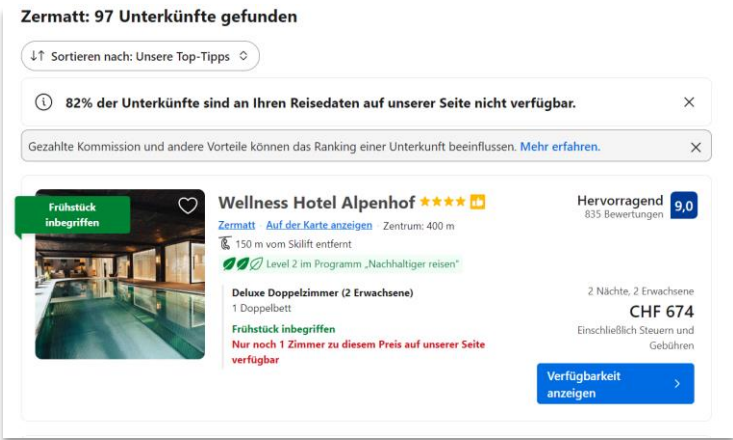 Zermatt: 97 Unterkünfte gefunden
Sortieren nach: Unsere Top-Tipps
82% der Unterkünfte sind an Ihren Reisedaten auf unserer Seite nicht verfügbar.
Gezahlte Kommission und andere Vorteile können das Ranking einer Unterkunft beeinflussen. Mehr erfahren.
Frühstück
inbegriffen
Wellness Hotel Alpenhof
Zermatt · Auf der Karte anzeigen · Zentrum: 400 m
150 m vom Skilift entfernt
Level 2 im Programm „Nachhaltiger reisen"
Deluxe Doppelzimmer (2 Erwachsene)
1 Doppelbett
Frühstück inbegriffen
Nur noch 1 Zimmer zu diesem Preis auf unserer Seite
verfügbar
Hervorragend
835 Bewertungen
9,0
2 Nächte, 2 Erwachsene
CHF 674
Einschließlich Steuern und
Gebühren
Verfügbarkeit
anzeigen